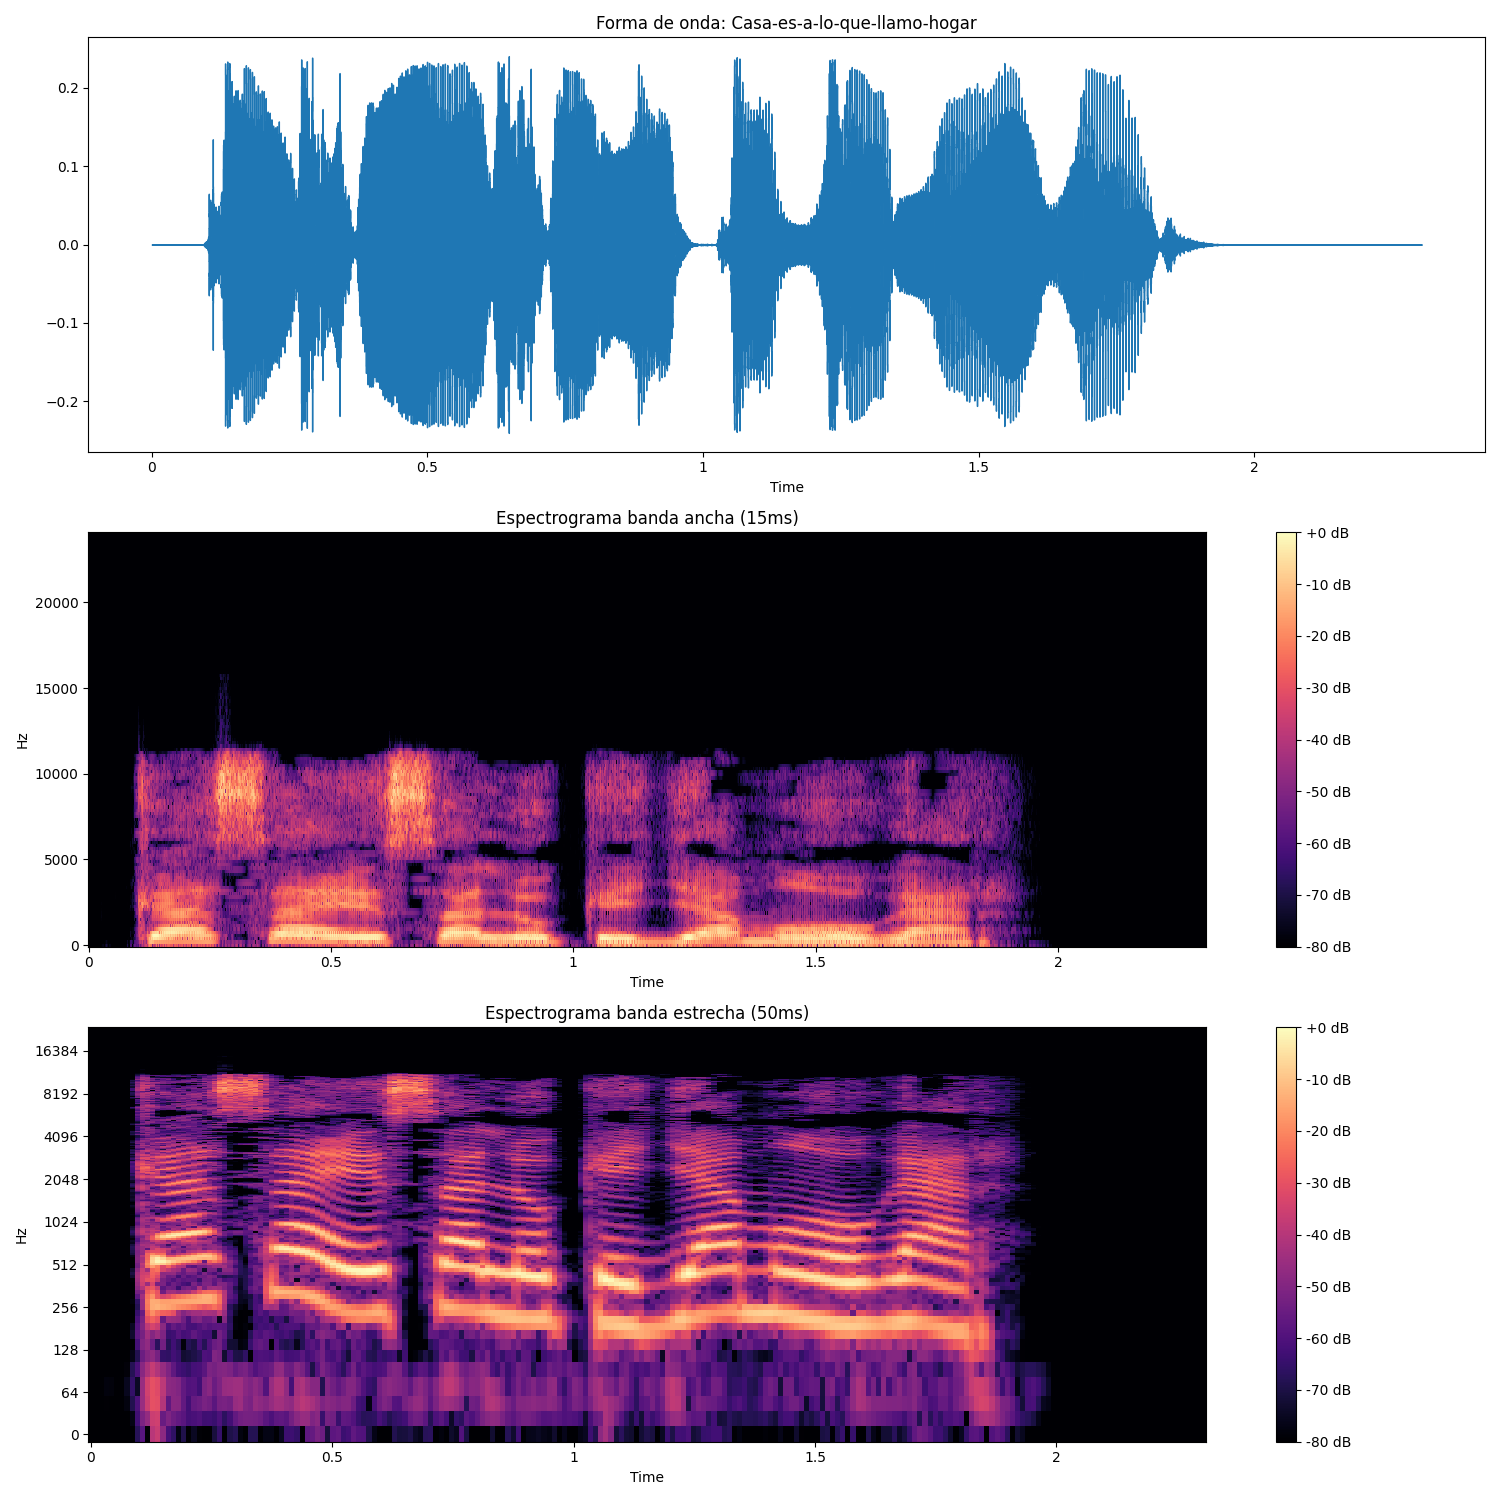 Forma de onda: Casa-es-a-lo-que-llamo-hogar
0.2
0.1
0.0
−0.1
−0.2
0 0.5 1 1.5 2
Time
Espectrograma banda ancha (15ms)
Hz
20000
15000
10000
5000
0
0 0.5 1 1.5 2
Time
+0 dB
-10 dB
-20 dB
-30 dB
-40 dB
-50 dB
-60 dB
-70 dB
-80 dB
Espectrograma banda estrecha (50ms)
Hz
16384
8192
4096
2048
1024
512
256
128
64
0
0 0.5 1 1.5 2
Time
+0 dB
-10 dB
-20 dB
-30 dB
-40 dB
-50 dB
-60 dB
-70 dB
-80 dB